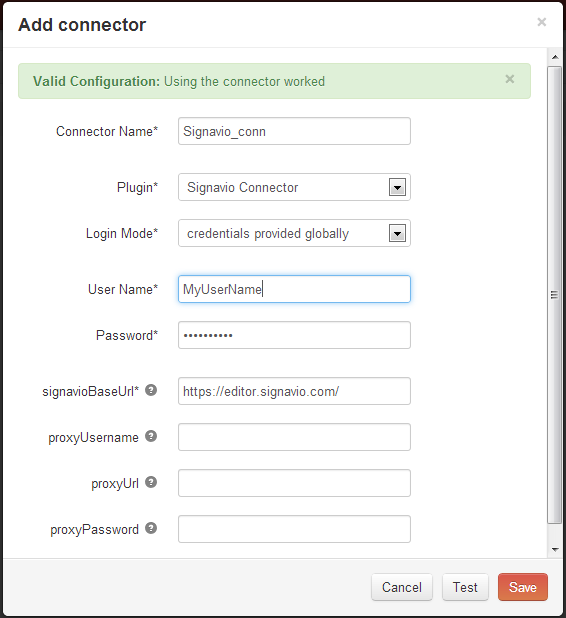 Add connector ×
Valid Configuration: Using the connector worked ×
Connector Name* Signavio_conn
Plugin* Signavio Connector
Login Mode* credentials provided globally
User Name* MyUserName
Password* ••••••••••
signavioBaseUrl* ? https://editor.signavio.com/
proxyUsername ?
proxyUrl ?
proxyPassword ?
Cancel Test Save